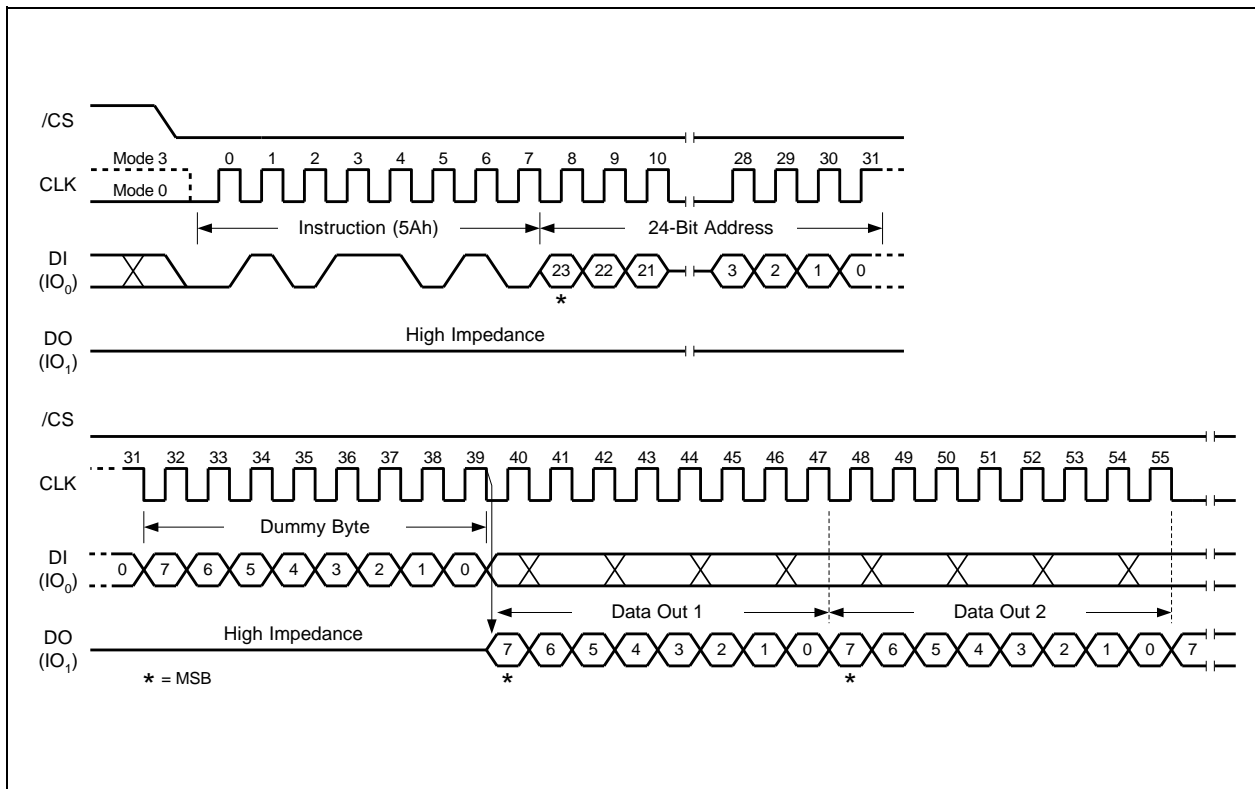 /CS
Mode 3 0 1 2 3 4 5 6 7 8 9 10 28 29 30 31
CLK
Mode 0
Instruction (5Ah) 24-Bit Address
DI
(IO0) 23 22 21 3 2 1 0
*
DO High Impedance
(IO1)
/CS
31 32 33 34 35 36 37 38 39 40 41 42 43 44 45 46 47 48 49 50 51 52 53 54 55
CLK
Dummy Byte
DI
(IO0) 0 7 6 5 4 3 2 1 0
Data Out 1 Data Out 2
DO High Impedance
(IO1) 7 6 5 4 3 2 1 0 7 6 5 4 3 2 1 0 7
* = MSB * *